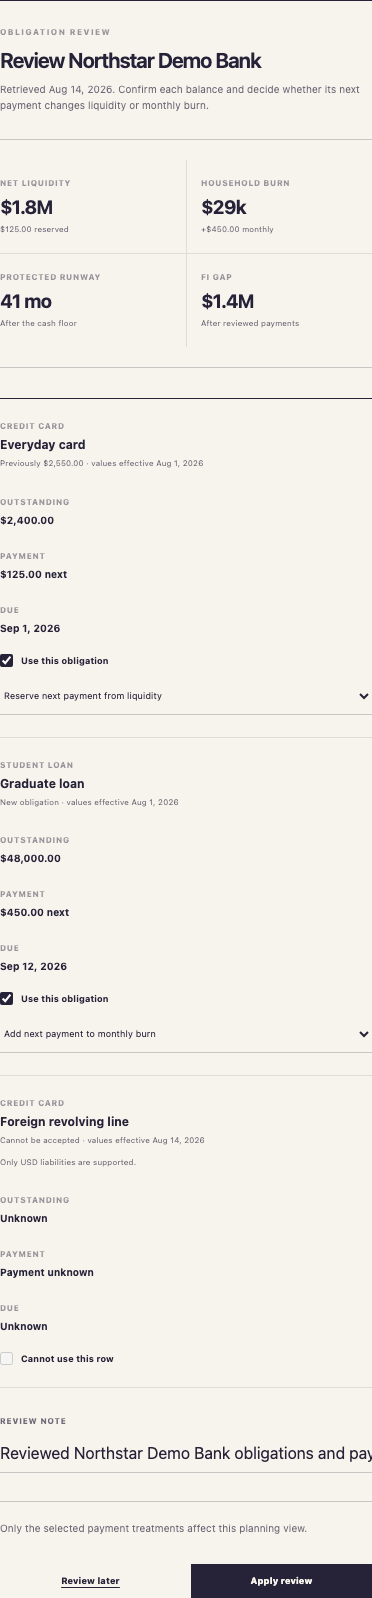 OBLIGATION REVIEW
Review Northstar Demo Bank
Retrieved Aug 14, 2026. Confirm each balance and decide whether its next
payment changes liquidity or monthly burn.
NET LIQUIDITY
$1.8M
$125.00 reserved
HOUSEHOLD BURN
$29k
+$450.00 monthly
PROTECTED RUNWAY
41 mo
After the cash floor
FI GAP
$1.4M
After reviewed payments
CREDIT CARD
Everyday card
Previously $2,550.00 · values effective Aug 1, 2026
OUTSTANDING
$2,400.00
PAYMENT
$125.00 next
DUE
Sep 1, 2026
Use this obligation
Reserve next payment from liquidity
STUDENT LOAN
Graduate loan
New obligation · values effective Aug 1, 2026
OUTSTANDING
$48,000.00
PAYMENT
$450.00 next
DUE
Sep 12, 2026
Use this obligation
Add next payment to monthly burn
CREDIT CARD
Foreign revolving line
Cannot be accepted · values effective Aug 14, 2026
Only USD liabilities are supported.
OUTSTANDING
Unknown
PAYMENT
Payment unknown
DUE
Unknown
Cannot use this row
REVIEW NOTE
Reviewed Northstar Demo Bank obligations and pay
Only the selected payment treatments affect this planning view.
Review later
Apply review